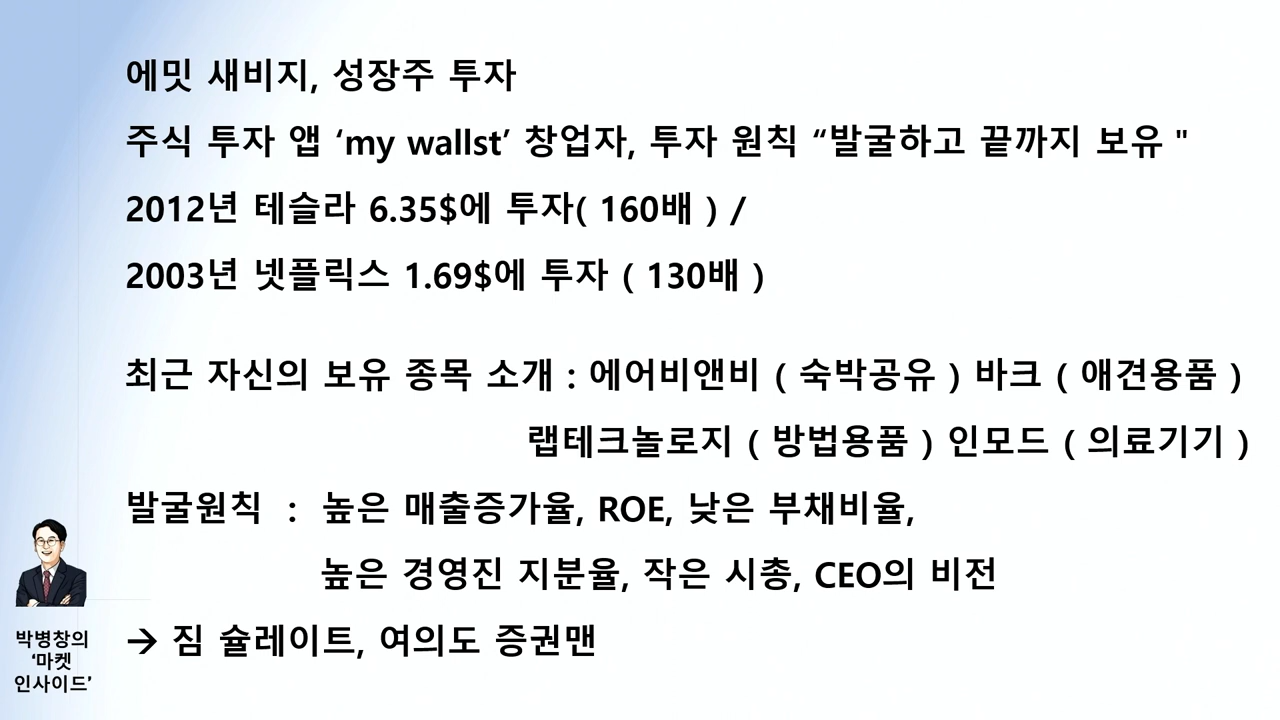 에밋 새비지, 성장주 투자
주식 투자 앱 ‘my wallst’ 창업자, 투자 원칙 “발굴하고 끝까지 보유 "
2012년 테슬라 6.35$에 투자( 160배 ) /
2003년 넷플릭스 1.69$에 투자 ( 130배 )
최근 자신의 보유 종목 소개 : 에어비앤비 ( 숙박공유 ) 바크 ( 애견용품 )
랩테크놀로지 ( 방법용품 ) 인모드 ( 의료기기 )
발굴원칙 : 높은 매출증가율, ROE, 낮은 부채비율,
높은 경영진 지분율, 작은 시총, CEO의 비전
→ 짐 슐레이트, 여의도 증권맨
박병창의
‘마켓
인사이드’